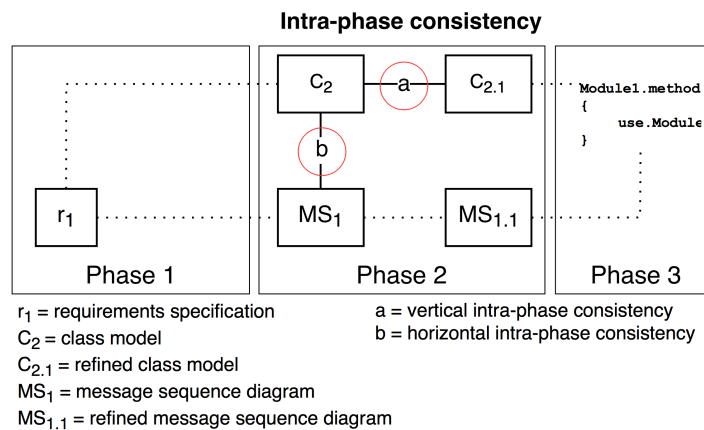 Intra-phase consistency
C2 a C2.1
Module1.method
{
use.Module
}
b
r1 MS1 MS1.1
Phase 1 Phase 2 Phase 3
r1 = requirements specification
C2 = class model
C2.1 = refined class model
MS1 = message sequence diagram
MS1.1 = refined message sequence diagram
a = vertical intra-phase consistency
b = horizontal intra-phase consistency